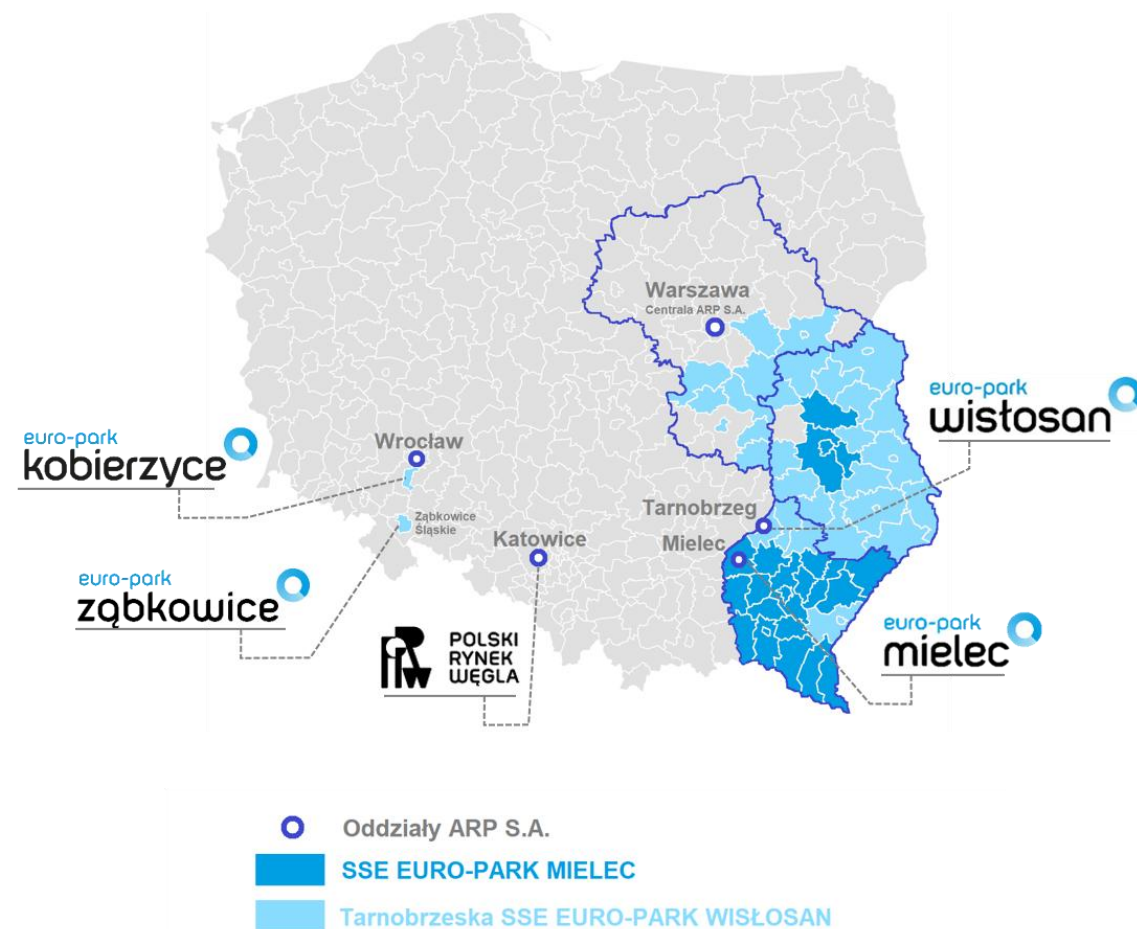 Warszawa
Centrala ARP S.A.
euro-park
wisłosan
euro-park
kobierzyce
Wrocław
Ząbkowice
Śląskie
Tarnobrzeg
Katowice
Mielec
euro-park
ząbkowice
euro-park
mielec
POLSKI
RYNEK
WĘGLA
Oddziały ARP S.A.
SSE EURO-PARK MIELEC
Tarnobrzeska SSE EURO-PARK WISŁOSAN